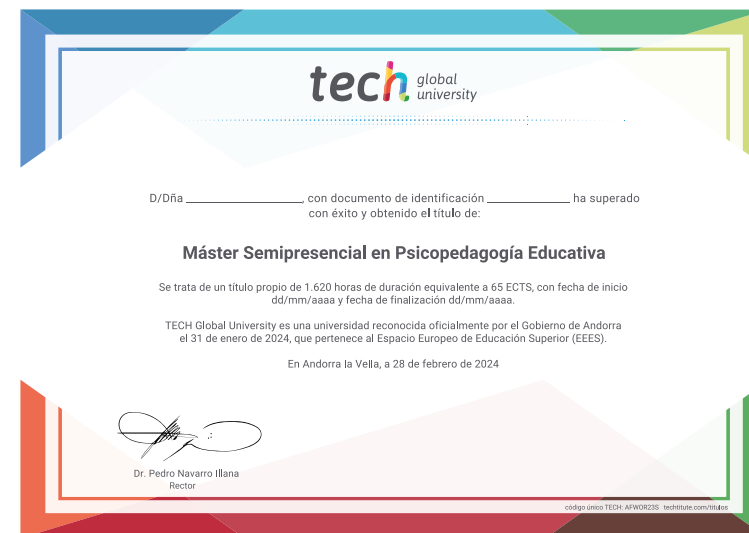 tech global university
D/Dña ____________________, con documento de identificación ______________ ha superado
con éxito y obtenido el título de:
Máster Semipresencial en Psicopedagogía Educativa
Se trata de un título propio de 1.620 horas de duración equivalente a 65 ECTS, con fecha de inicio
dd/mm/aaaa y fecha de finalización dd/mm/aaaa.
TECH Global University es una universidad reconocida oficialmente por el Gobierno de Andorra
el 31 de enero de 2024, que pertenece al Espacio Europeo de Educación Superior (EEES).
En Andorra la Vella, a 28 de febrero de 2024
Dr. Pedro Navarro Illana
Rector
código único TECH: AFWOR23S techtitute.com/titulos